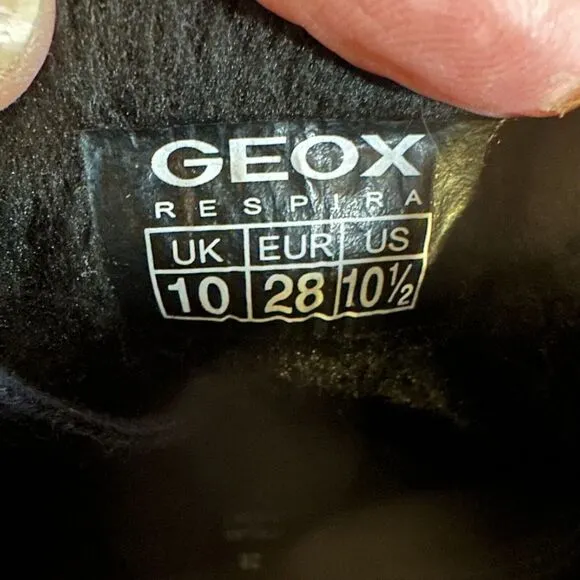 GEOX
RESPIRA
UK EUR US
10 28 10½